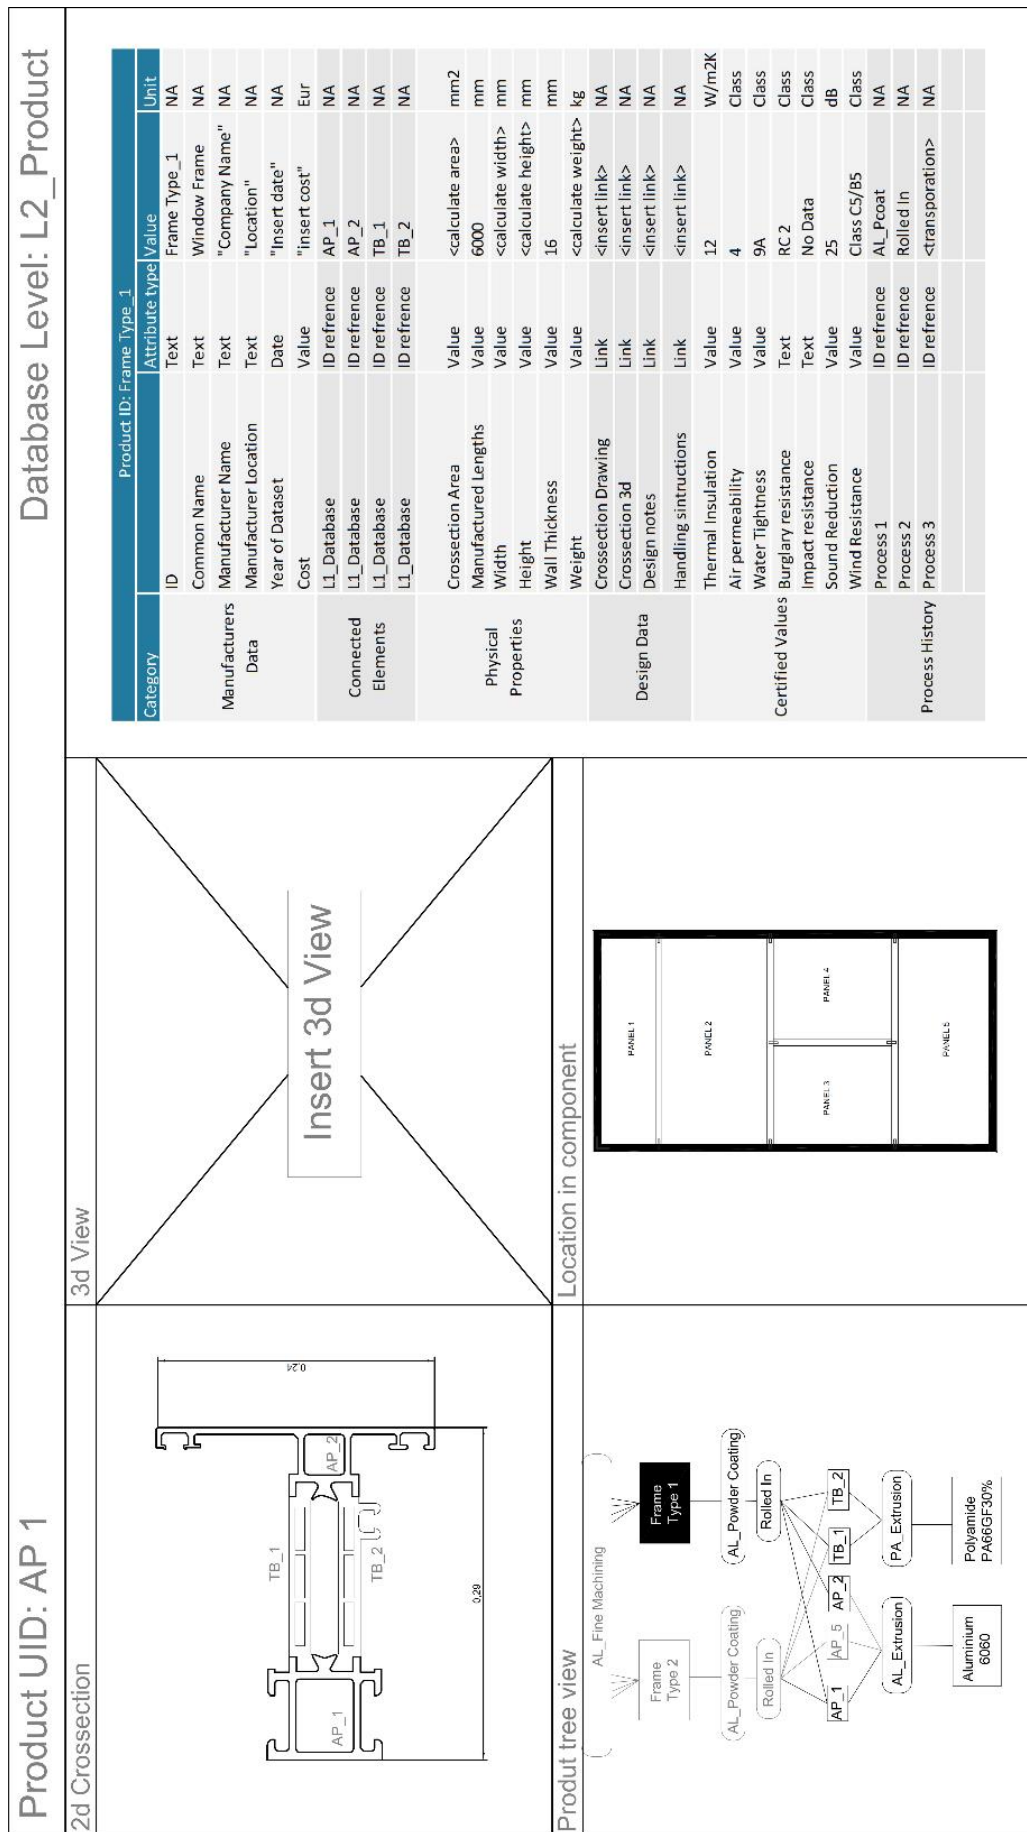 Product UID: AP 1
Database Level: L2_Product
2d Crossection
AP_1
TB_1
TB_2
AP_2
0,29
0,24
3d View
Insert 3d View
Product ID: Frame Type_1
Category Attribute type Value Unit
Manufacturers Data
ID Text Frame Type_1 NA
Common Name Text Window Frame NA
Manufacturer Name Text "Company Name" NA
Manufacturer Location Text "Location" NA
Year of Dataset Date "Insert date" NA
Cost Value "insert cost" Eur
Connected Elements
L1_Database ID refrence AP_1 NA
L1_Database ID refrence AP_2 NA
L1_Database ID refrence TB_1 NA
L1_Database ID refrence TB_2 NA
Physical Properties
Crossection Area Value <calculate area> mm2
Manufactured Lengths Value 6000 mm
Width Value <calculate width> mm
Height Value <calculate height> mm
Wall Thickness Value 16 mm
Weight Value <calculate weight> kg
Design Data
Crossection Drawing Link <insert link> NA
Crossection 3d Link <insert link> NA
Design notes Link <insert link> NA
Handling sintructions Link <insert link> NA
Certified Values
Thermal Insulation Value 12 W/m2K
Air permeability Value 4 Class
Water Tightness Value 9A Class
Burglary resistance Text RC 2 Class
Impact resistance Text No Data Class
Sound Reduction Value 25 dB
Wind Resistance Value Class C5/B5 Class
Process History
Process 1 ID refrence AL_Pcoat NA
Process 2 ID refrence Rolled In NA
Process 3 ID refrence <transporation> NA
Produt tree view
AL_Fine Machining
Frame Type 2
Frame Type 1
AL_Powder Coating
AL_Powder Coating
Rolled In
Rolled In
AP_1
AP_5
AP_2
TB_1
TB_2
AL_Extrusion
PA_Extrusion
Aluminium 6060
Polyamide PA66GF30%
Location in component
PANEL 1
PANEL 2
PANEL 3
PANEL 4
PANEL 5